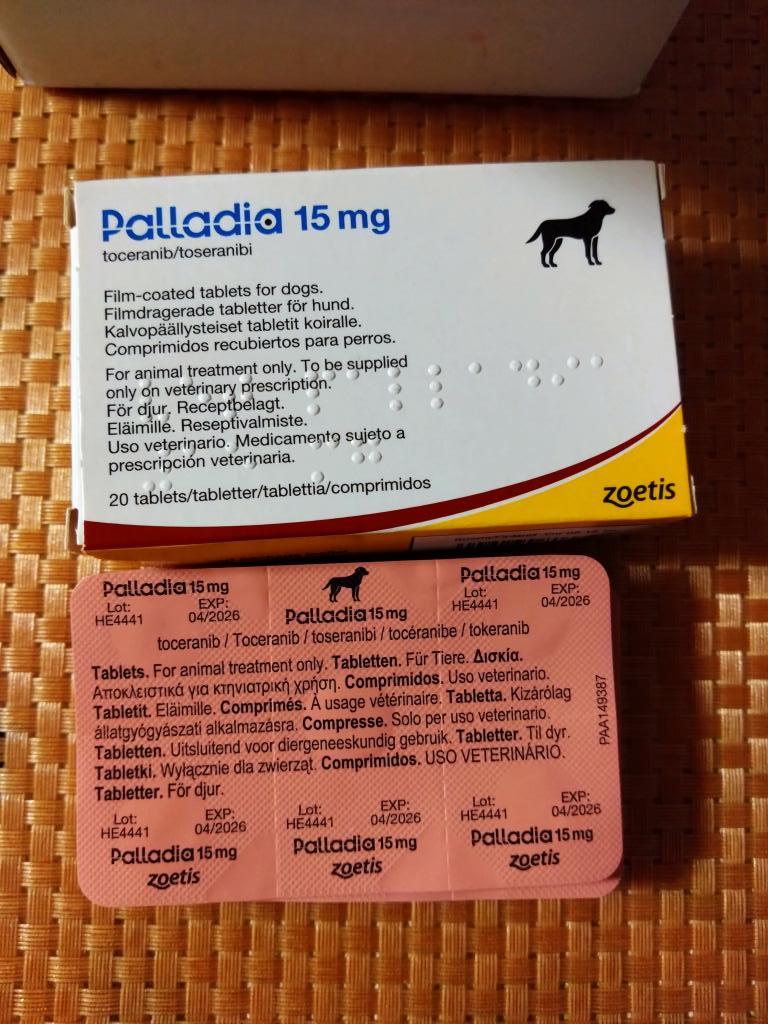 Palladia 15 mg
toceranib/toseranibi
Film-coated tablets for dogs.
Filmdragerade tabletter för hund.
Kalvopäällysteiset tabletit koiralle.
Comprimidos recubiertos para perros.
For animal treatment only. To be supplied
only on veterinary prescription.
För djur. Receptbelagt.
Eläimille. Reseptivalmiste.
Uso veterinario. Medicamento sujeto a
prescripción veterinaria.
20 tablets/tabletter/tablettia/comprimidos
zoetis
Palladia 15 mg
Lot: EXP:
HE4441 04/2026
Palladia 15 mg
Palladia 15 mg
Lot: EXP:
HE4441 04/2026
toceranib / Toceranib / toseranibi / tocéranibe / tokeranib
Tablets. For animal treatment only. Tabletten. Für Tiere. Δισκία.
Αποκλειστικά για κτηνιατρική χρήση. Comprimidos. Uso veterinario.
Tabletit. Eläimille. Comprimés. À usage vétérinaire. Tabletta. Kizárólag
állatgyógyászati alkalmazásra. Compresse. Solo per uso veterinario.
Tabletten. Uitsluitend voor diergeneeskundig gebruik. Tabletter. Til dyr.
Tabletki. Wyłącznie dla zwierząt. Comprimidos. USO VETERINÁRIO.
Tabletter. För djur.
PAA149387
Lot: EXP:
HE4441 04/2026
Palladia 15 mg
zoetis
Lot: EXP:
HE4441 04/2026
Palladia 15 mg
zoetis
Lot: EXP:
HE4441 04/2026
Palladia 15 mg
zoetis